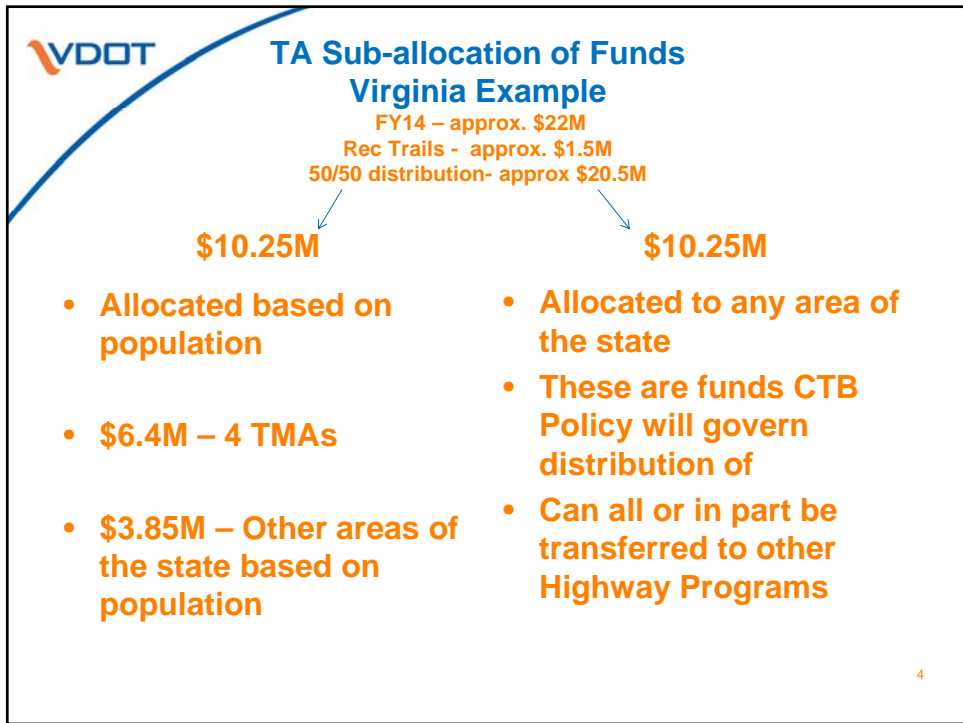 VDOT
TA Sub-allocation of Funds
Virginia Example
FY14 – approx. $22M
Rec Trails - approx. $1.5M
50/50 distribution- approx $20.5M
$10.25M
• Allocated based on
population
• $6.4M – 4 TMAs
• $3.85M – Other areas of
the state based on
population
$10.25M
• Allocated to any area of
the state
• These are funds CTB
Policy will govern
distribution of
• Can all or in part be
transferred to other
Highway Programs
4